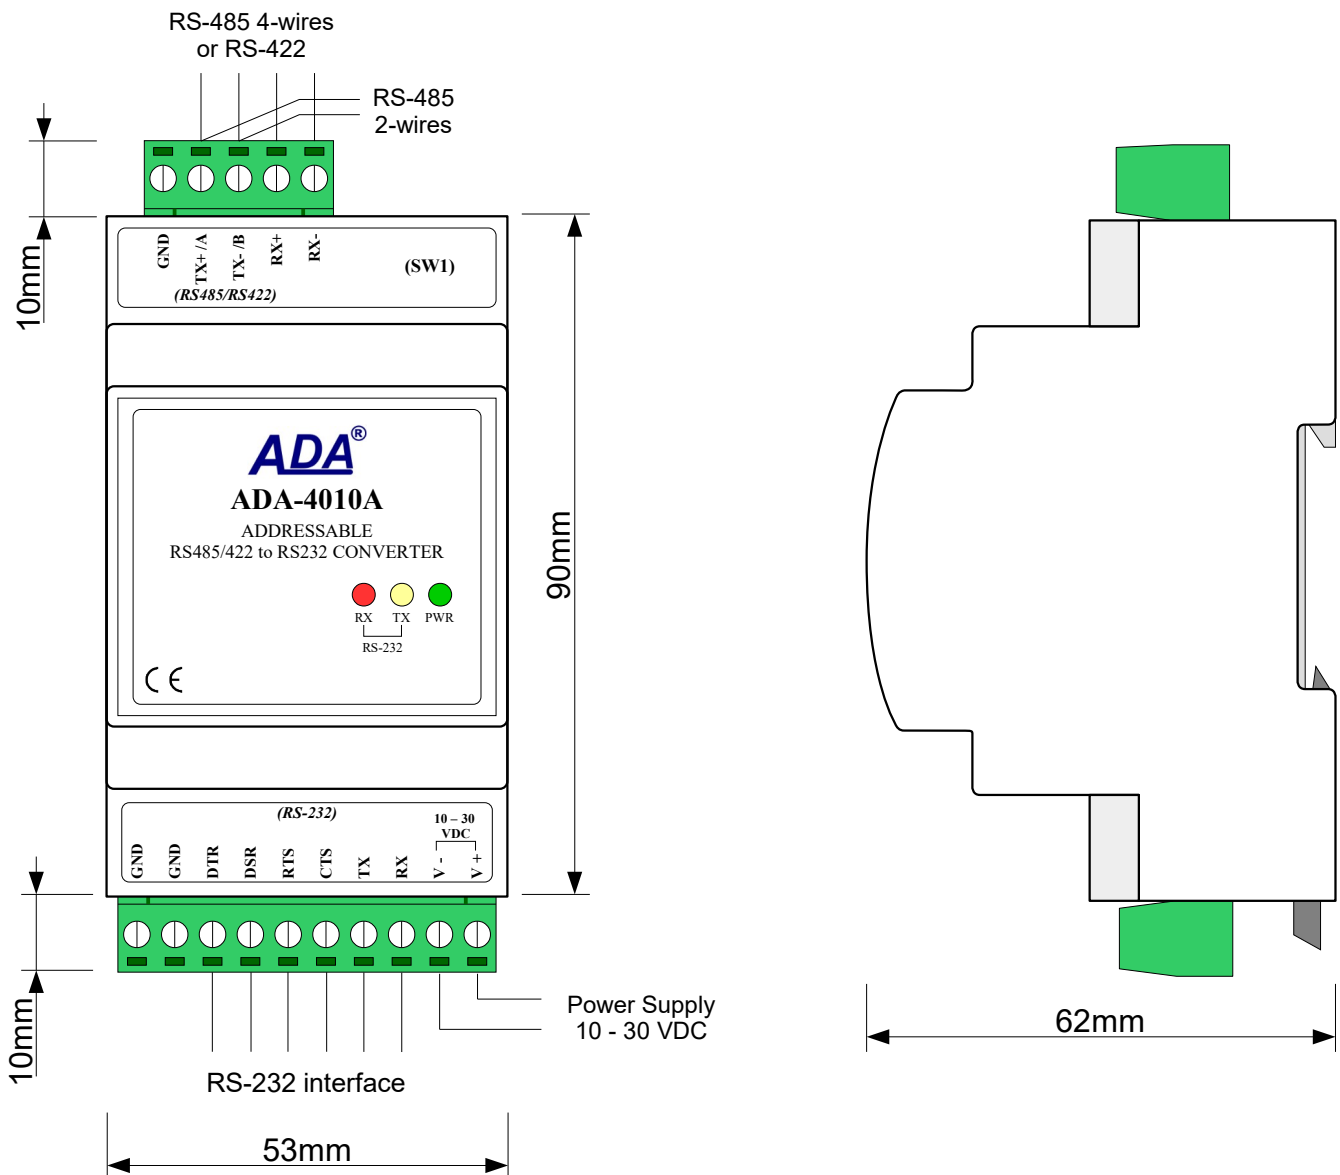 RS-485 4-wires
or RS-422
RS-485
2-wires
10mm
GND
TX+ /A
TX- /B
RX+
RX-
(SW1)
(RS485/RS422)
ADA®
ADA-4010A
ADDRESSABLE
RS485/422 to RS232 CONVERTER
RX TX PWR
RS-232
CE
90mm
(RS-232)
10 – 30
VDC
GND
GND
DTR
DSR
RTS
CTS
TX
RX
V -
V +
10mm
Power Supply
10 - 30 VDC
RS-232 interface
53mm
62mm